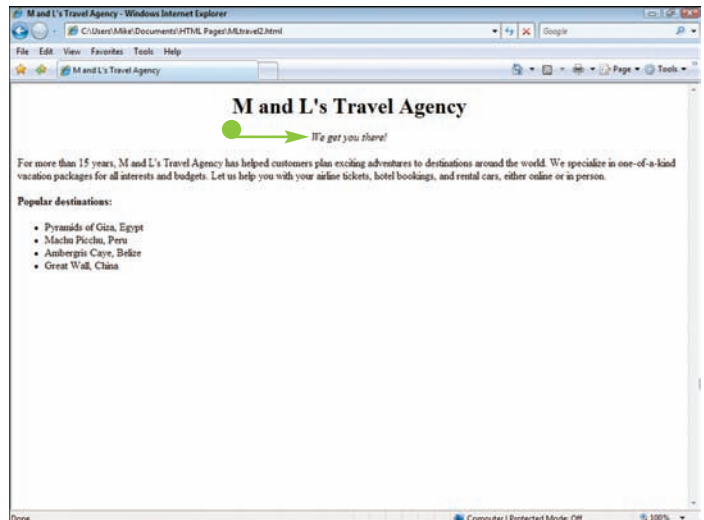 M and L's Travel Agency - Windows Internet Explorer
C:\Users\Mike\Documents\HTML Pages\MLtravel2.html
Google
File Edit View Favorites Tools Help
M and L's Travel Agency
Page Tools
M and L's Travel Agency
We get you there!
For more than 15 years, M and L's Travel Agency has helped customers plan exciting adventures to destinations around the world. We specialize in one-of-a-kind
vacation packages for all interests and budgets. Let us help you with your airline tickets, hotel bookings, and rental cars, either online or in person.
Popular destinations:
• Pyramids of Giza, Egypt
• Machu Picchu, Peru
• Ambergris Caye, Belize
• Great Wall, China
Done
Computer | Protected Mode: Off
100%